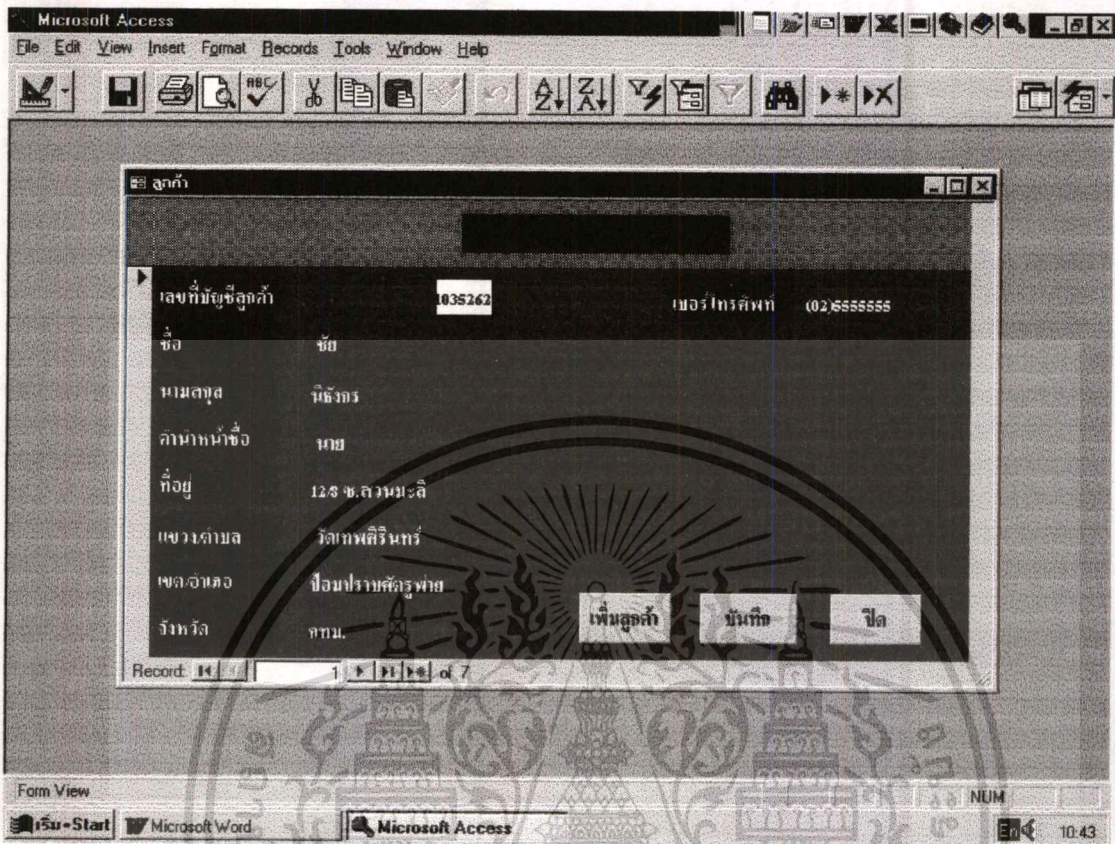 Microsoft Access
File Edit View Insert Format Records Tools Window Help
ลูกค้า
เลขที่บัญชีลูกค้า 1035262 เบอร์โทรศัพท์ (02)5555555
ชื่อ ชัย
นามสกุล นิธังกร
คำนำหน้าชื่อ นาย
ที่อยู่ 12/8 ซ.สวนมะลิ
แขวง/ตำบล วัดเทพศิรินทร์
เขต/อำเภอ ป้อมปราบศัตรูพ่าย
จังหวัด กทม.
เพิ่มลูกค้า บันทึก ปิด
Record: 1 of 7
Form View NUM
เริ่ม-Start Microsoft Word Microsoft Access En 10:43